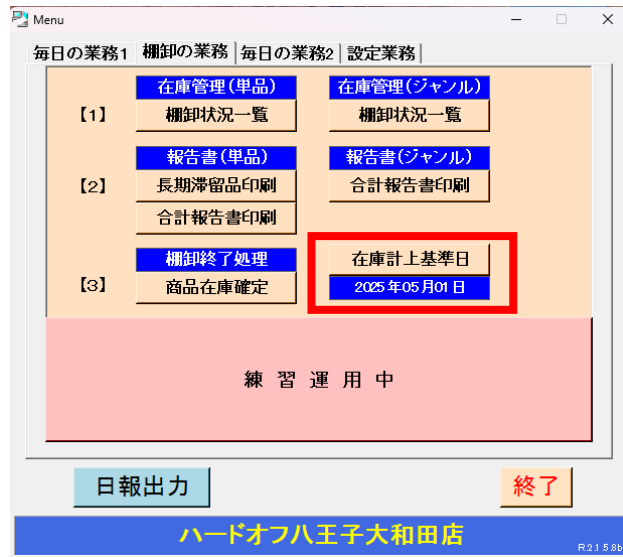 Menu
毎日の業務1 棚卸の業務 毎日の業務2 設定業務
在庫管理(単品) 在庫管理(ジャンル)
【1】 棚卸状況一覧 棚卸状況一覧
報告書(単品) 報告書(ジャンル)
【2】 長期滞留品印刷 合計報告書印刷
合計報告書印刷
棚卸終了処理 在庫計上基準日
【3】 商品在庫確定 2025年05月01日
練習運用中
日報出力 終了
ハードオフ八王子大和田店
R.2.1.5.8b